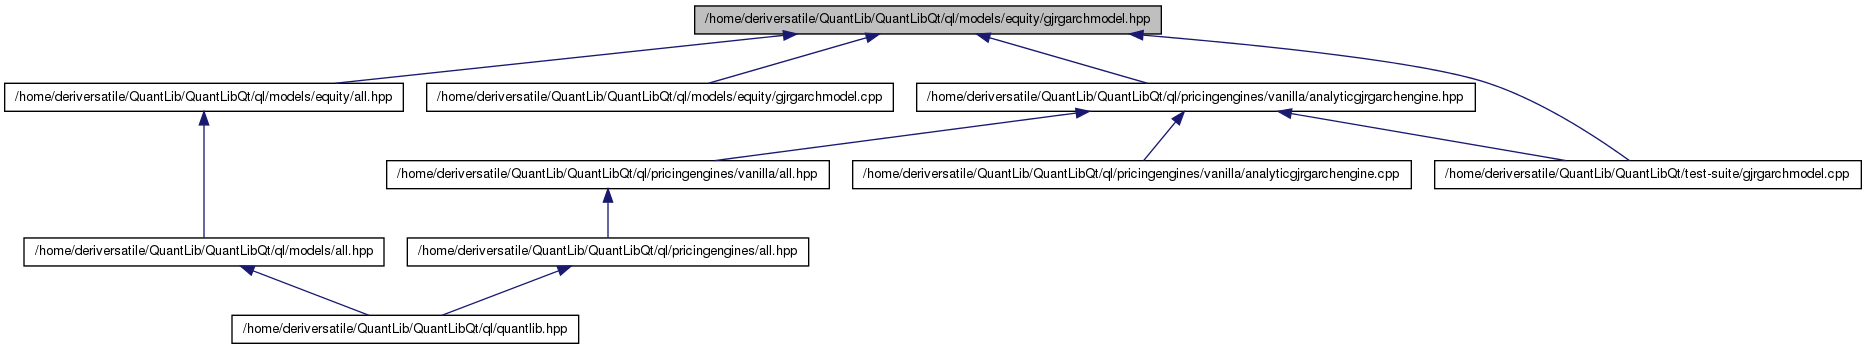 /home/deriversatile/QuantLib/QuantLibQt/ql/models/equity/gjrgarchmodel.hpp
/home/deriversatile/QuantLib/QuantLibQt/ql/models/equity/all.hpp
/home/deriversatile/QuantLib/QuantLibQt/ql/models/equity/gjrgarchmodel.cpp
/home/deriversatile/QuantLib/QuantLibQt/ql/pricingengines/vanilla/analyticgjrgarchengine.hpp
/home/deriversatile/QuantLib/QuantLibQt/ql/pricingengines/vanilla/all.hpp
/home/deriversatile/QuantLib/QuantLibQt/ql/pricingengines/vanilla/analyticgjrgarchengine.cpp
/home/deriversatile/QuantLib/QuantLibQt/test-suite/gjrgarchmodel.cpp
/home/deriversatile/QuantLib/QuantLibQt/ql/models/all.hpp
/home/deriversatile/QuantLib/QuantLibQt/ql/pricingengines/all.hpp
/home/deriversatile/QuantLib/QuantLibQt/ql/quantlib.hpp